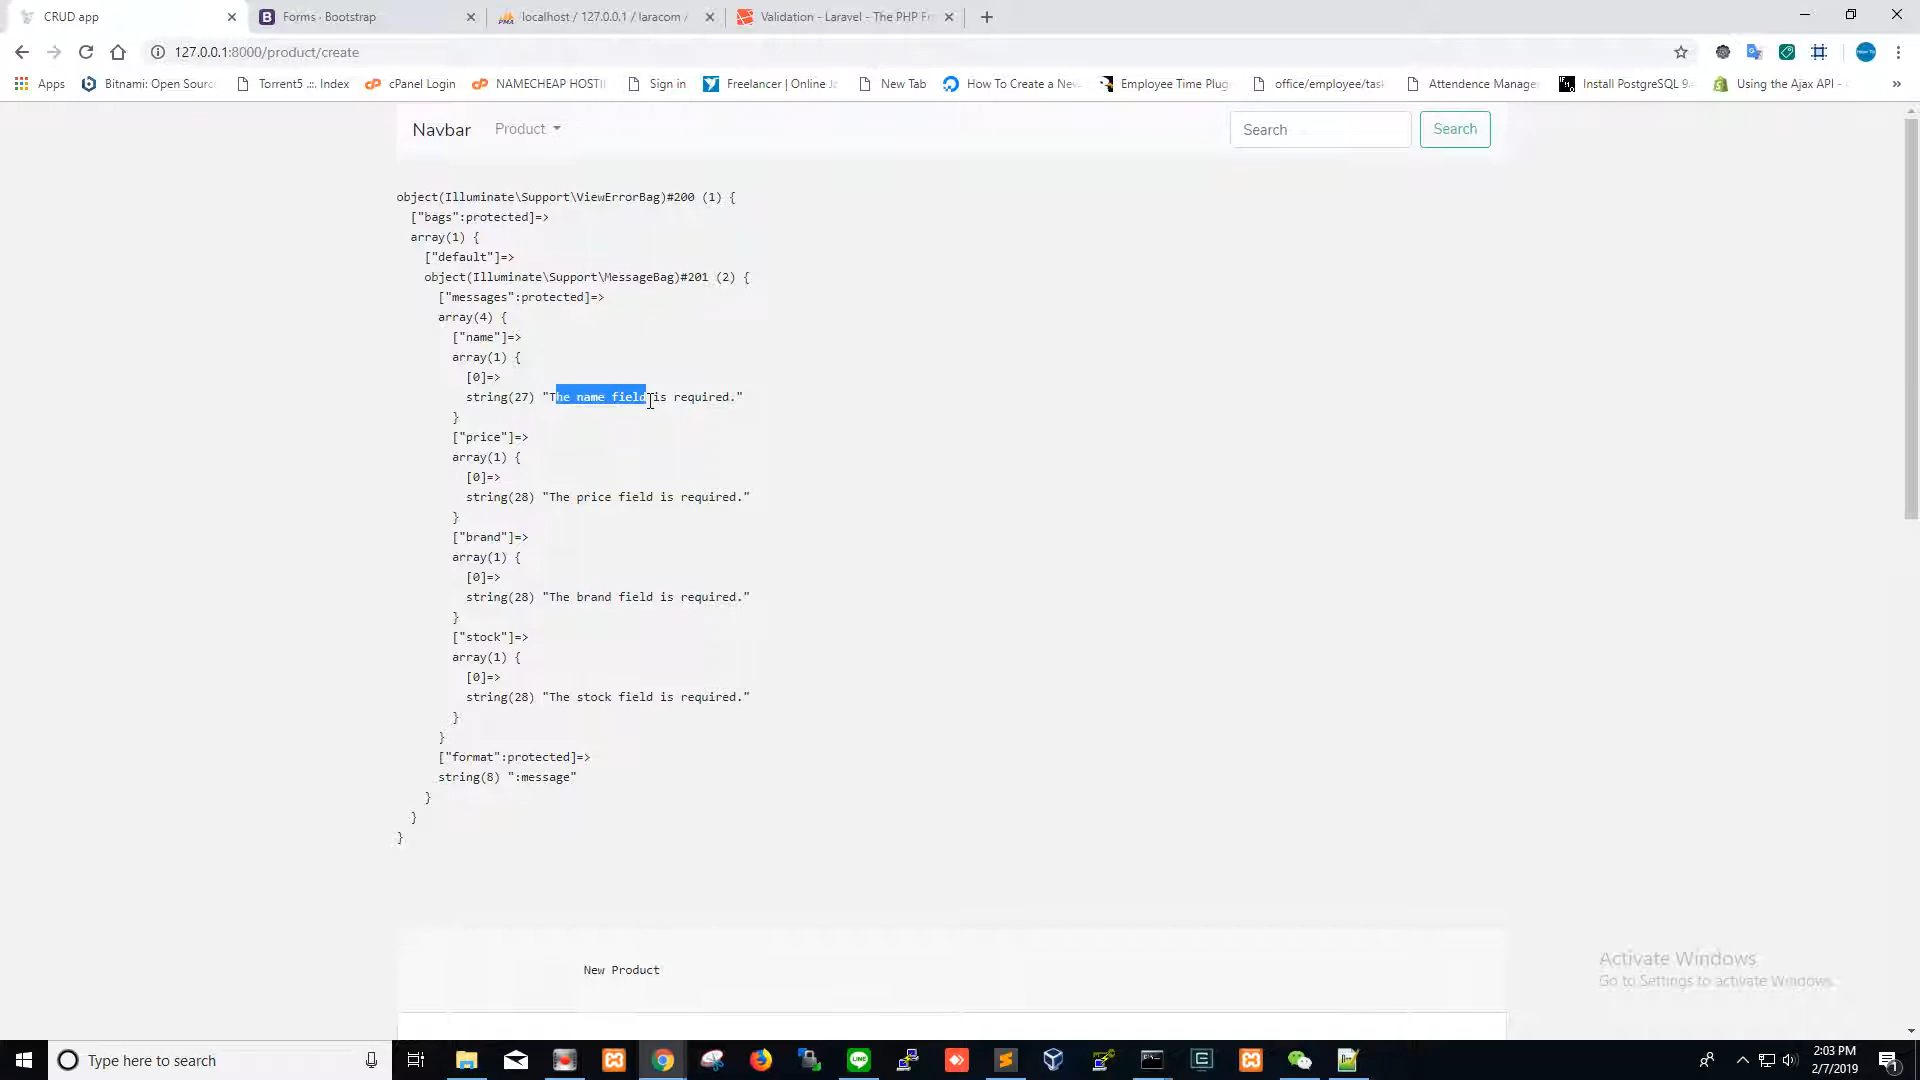 CRUD app
Forms · Bootstrap
localhost / 127.0.0.1 / laracom /
Validation - Laravel - The PHP Fr
127.0.0.1:8000/product/create
Apps
Bitnami: Open Sourc
Torrent5 .:. Index
cPanel Login
NAMECHEAP HOSTI
Sign in
Freelancer | Online Jo
New Tab
How To Create a New
Employee Time Plug
office/employee/task
Attendence Manager
Install PostgreSQL 9.
Using the Ajax API -
»
Navbar
Product
Search
Search
object(Illuminate\Support\ViewErrorBag)#200 (1) {
["bags":protected]=>
array(1) {
["default"]=>
object(Illuminate\Support\MessageBag)#201 (2) {
["messages":protected]=>
array(4) {
["name"]=>
array(1) {
[0]=>
string(27) "The name field is required."
}
["price"]=>
array(1) {
[0]=>
string(28) "The price field is required."
}
["brand"]=>
array(1) {
[0]=>
string(28) "The brand field is required."
}
["stock"]=>
array(1) {
[0]=>
string(28) "The stock field is required."
}
}
["format":protected]=>
string(8) ":message"
}
}
}
New Product
Activate Windows
Go to Settings to activate Windows.
Type here to search
2:03 PM
2/7/2019
1